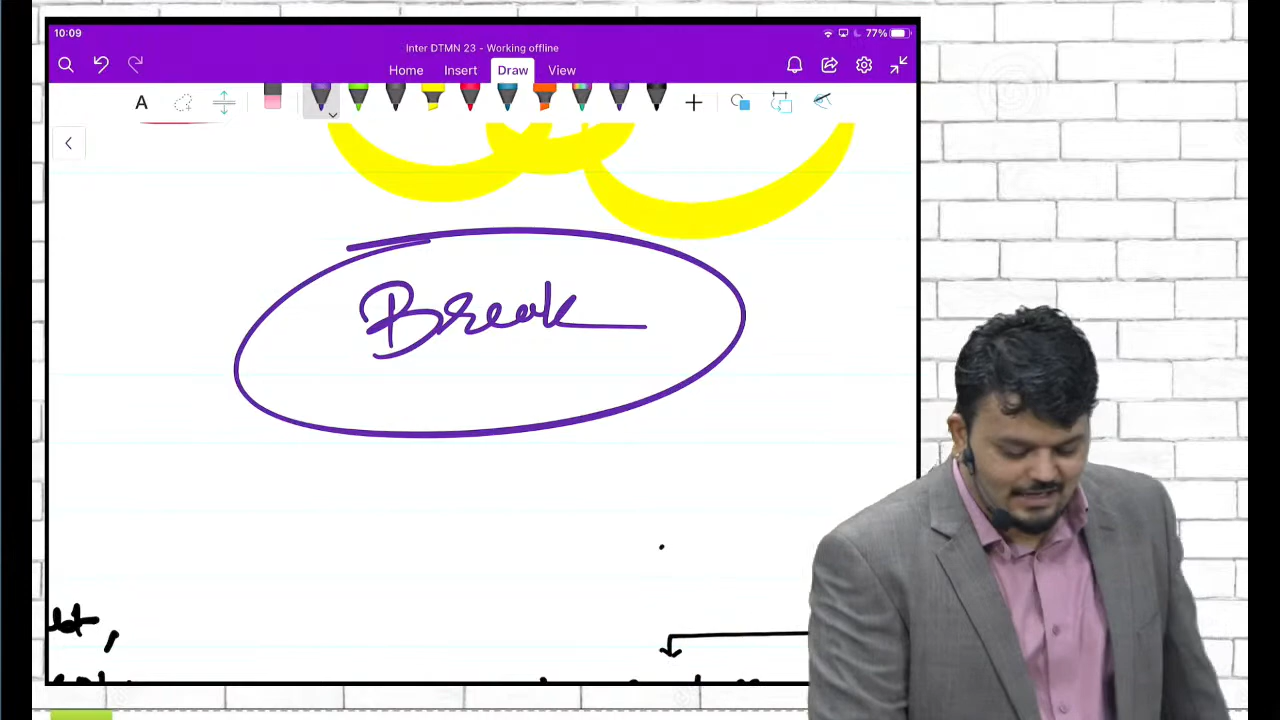 10:09
77%
Inter DTMN 23 - Working offline
Home Insert Draw View
A
Break